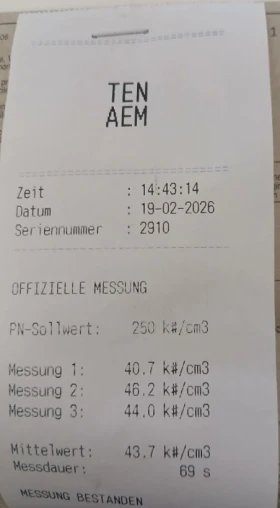 TEN
AEM
Zeit : 14:43:14
Datum : 19-02-2026
Seriennummer : 2910
OFFIZIELLE MESSUNG
PN-Sollwert: 250 k#/cm3
Messung 1: 40.7 k#/cm3
Messung 2: 46.2 k#/cm3
Messung 3: 44.0 k#/cm3
Mittelwert: 43.7 k#/cm3
Messdauer: 69 s
MESSUNG BESTANDEN